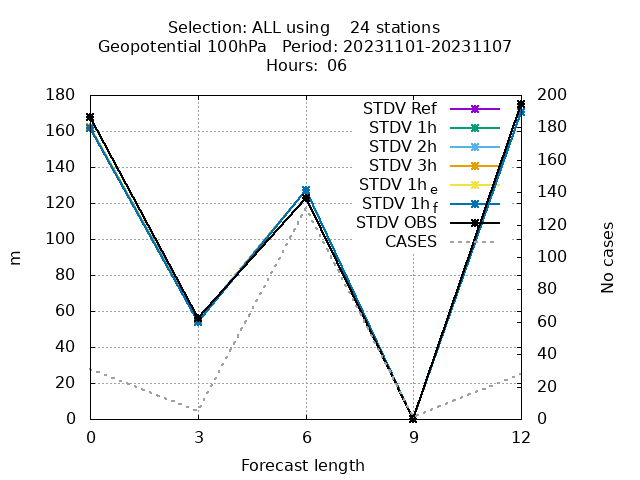 Selection: ALL using    24 stations
Geopotential 100hPa   Period: 20231101-20231107
Hours: 06
180
160
140
120
100
80
60
40
20
0
m
200
180
160
140
120
100
80
60
40
20
0
No cases
STDV Ref
STDV 1h
STDV 2h
STDV 3h
STDV 1h e
STDV 1h f
STDV OBS
CASES
0 3 6 9 12
Forecast length